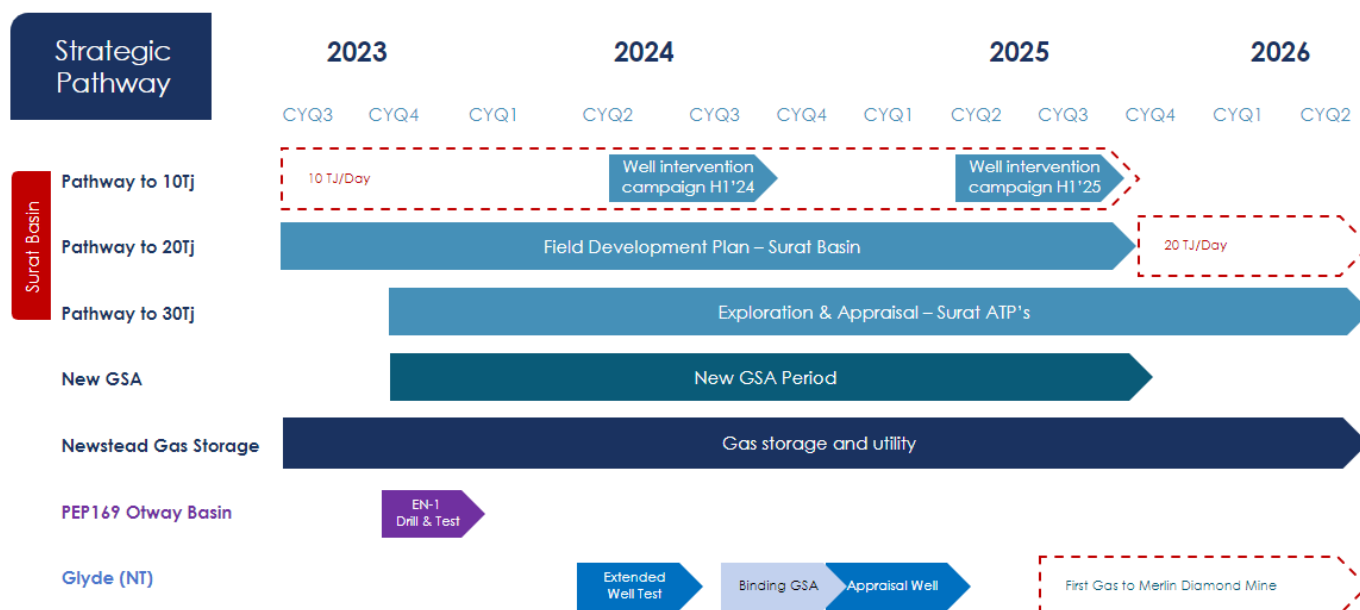 Strategic
Pathway
2023
2024
2025
2026
CYQ3
CYQ4
CYQ1
CYQ2
CYQ3
CYQ4
CYQ1
CYQ2
CYQ3
CYQ4
CYQ1
CYQ2
Surat Basin
Pathway to 10Tj
10 TJ/Day
Well intervention
campaign H1'24
Well intervention
campaign H1'25
Pathway to 20Tj
Field Development Plan – Surat Basin
20 TJ/Day
Pathway to 30Tj
Exploration & Appraisal – Surat ATP's
New GSA
New GSA Period
Newstead Gas Storage
Gas storage and utility
PEP169 Otway Basin
EN-1
Drill & Test
Glyde (NT)
Extended
Well Test
Binding GSA
Appraisal Well
First Gas to Merlin Diamond Mine